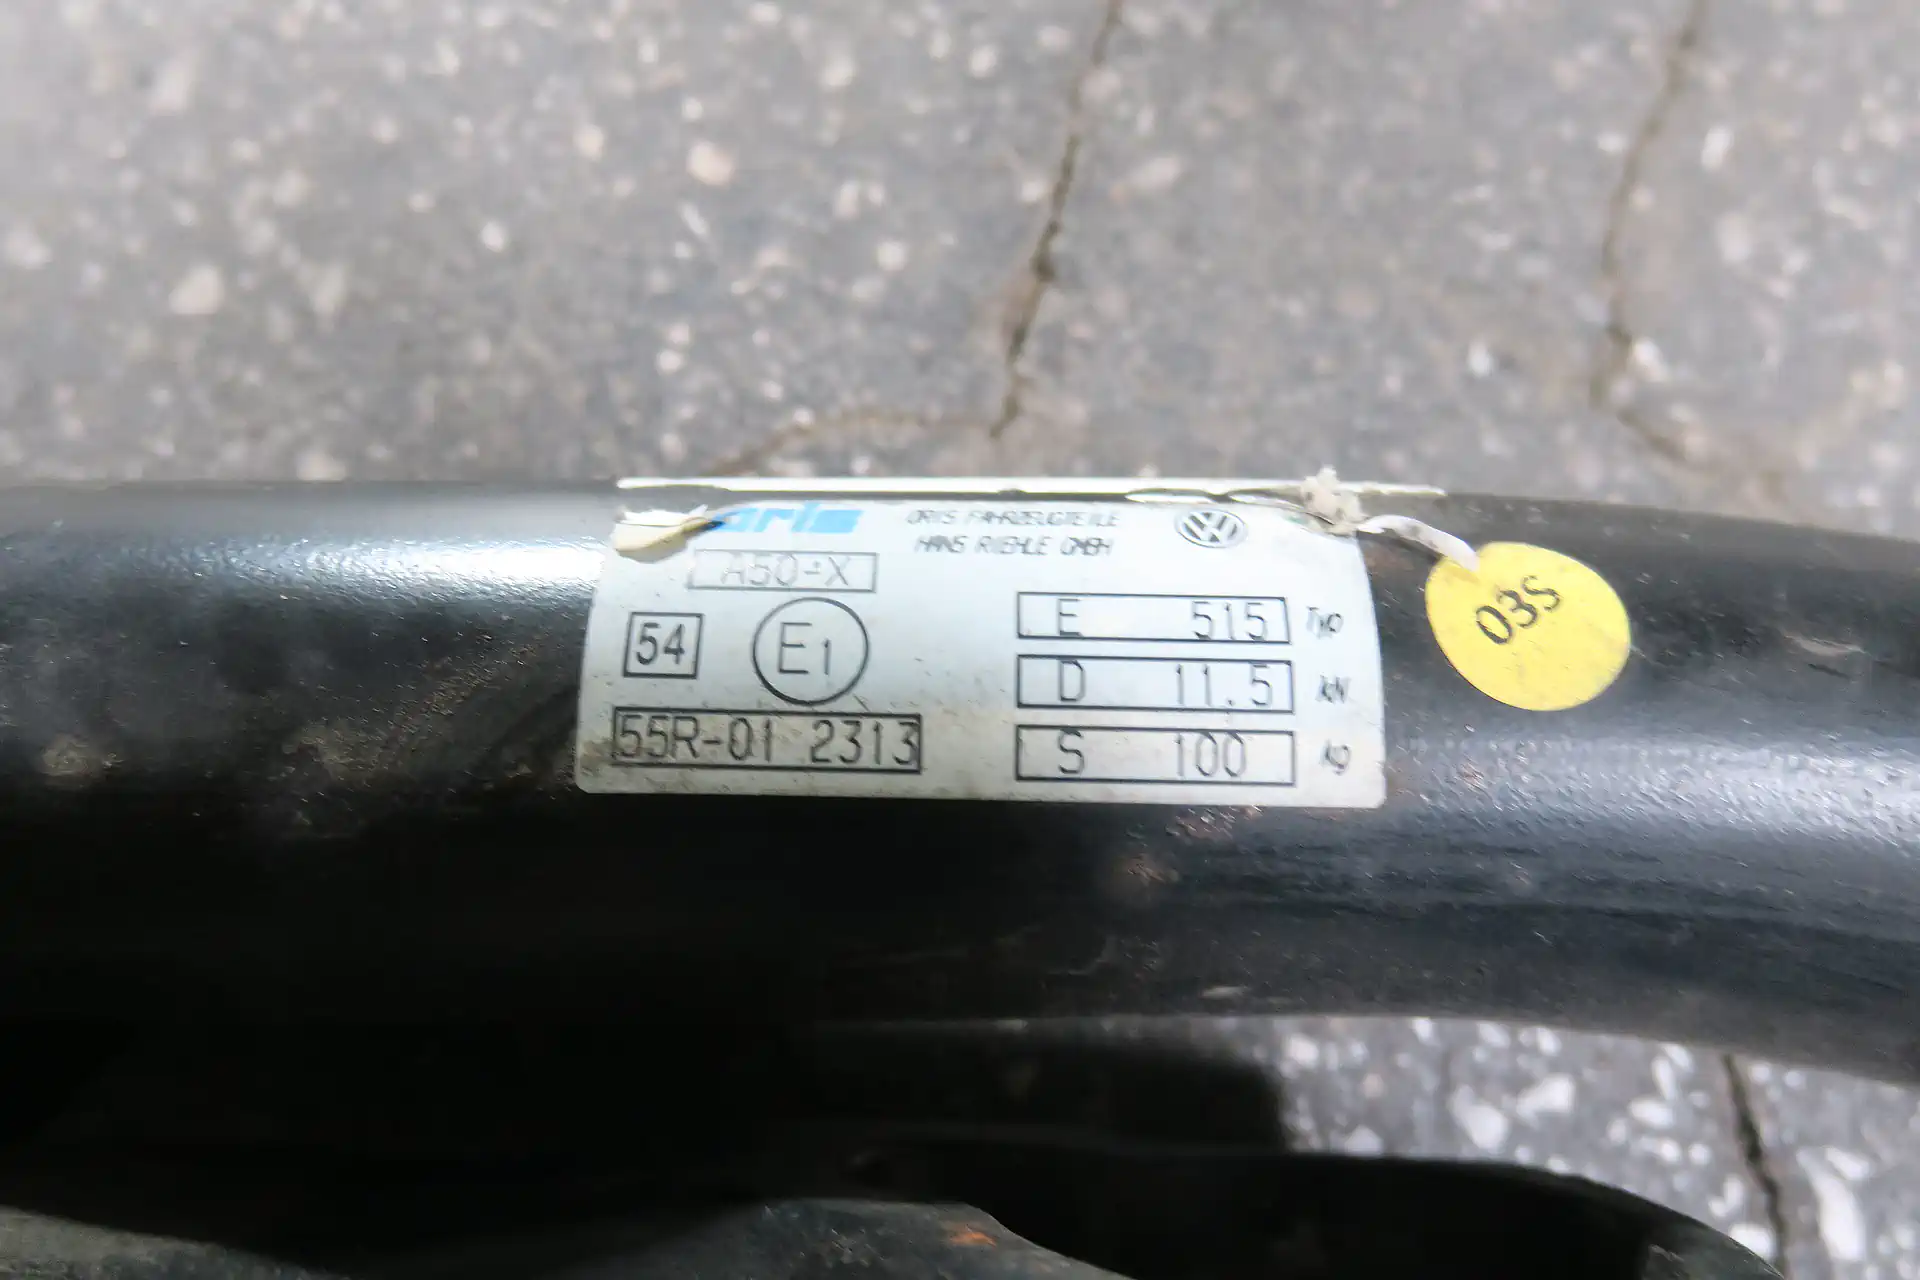 oris ORIS FAHRZEUGTEILE
HANS RIEHLE GMBH
A50-X
E 515 Typ
54 E1
D 11.5 kN
55R-01 2313
S 100 kg
03S